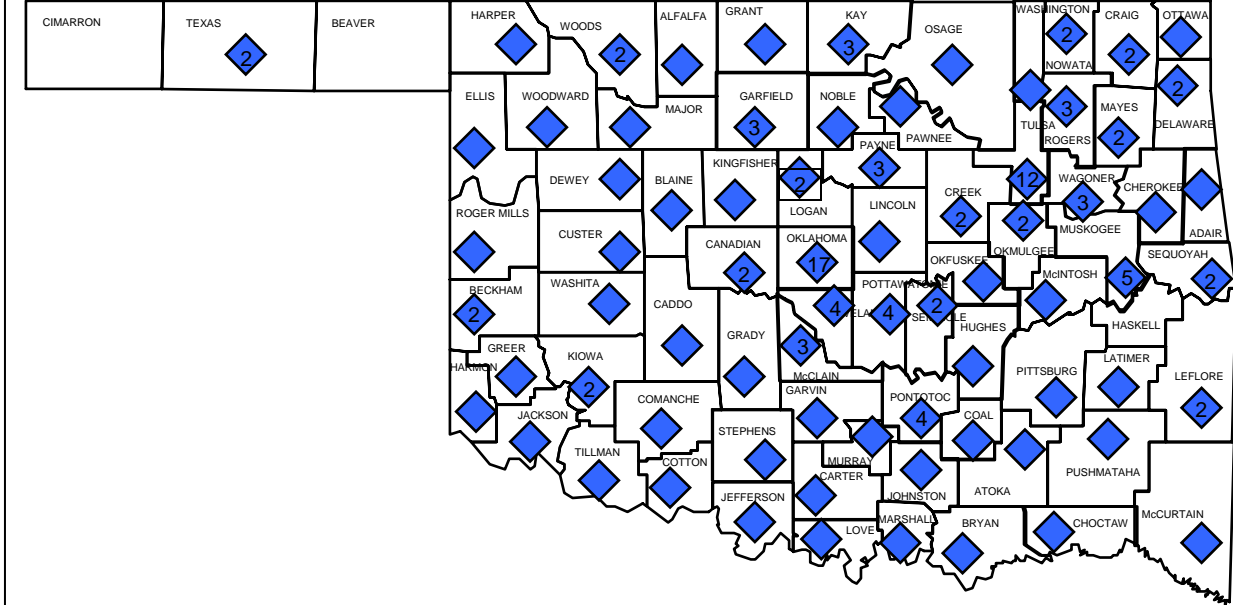 CIMARRON
TEXAS
2
BEAVER
HARPER
WOODS
2
ALFALFA
GRANT
KAY
3
OSAGE
WASHINGTON
2
NOWATA
CRAIG
2
OTTAWA
ELLIS
WOODWARD
MAJOR
GARFIELD
3
NOBLE
PAWNEE
TULSA
3
ROGERS
MAYES
2
2
DELAWARE
DEWEY
BLAINE
KINGFISHER
2
LOGAN
PAYNE
3
LINCOLN
CREEK
2
12
WAGONER
3
CHEROKEE
ADAIR
ROGER MILLS
CUSTER
CANADIAN
2
OKLAHOMA
17
2
OKMULGEE
MUSKOGEE
5
SEQUOYAH
2
BECKHAM
2
WASHITA
CADDO
GRADY
4
POTTAWATOMIE
4
2
OKFUSKEE
HUGHES
McINTOSH
HASKELL
HARMON
GREER
KIOWA
2
3
McCLAIN
PITTSBURG
LATIMER
LEFLORE
2
JACKSON
COMANCHE
STEPHENS
GARVIN
PONTOTOC
4
COAL
TILLMAN
COTTON
MURRAY
CARTER
JOHNSTON
ATOKA
PUSHMATAHA
JEFFERSON
LOVE
MARSHALL
BRYAN
CHOCTAW
McCURTAIN